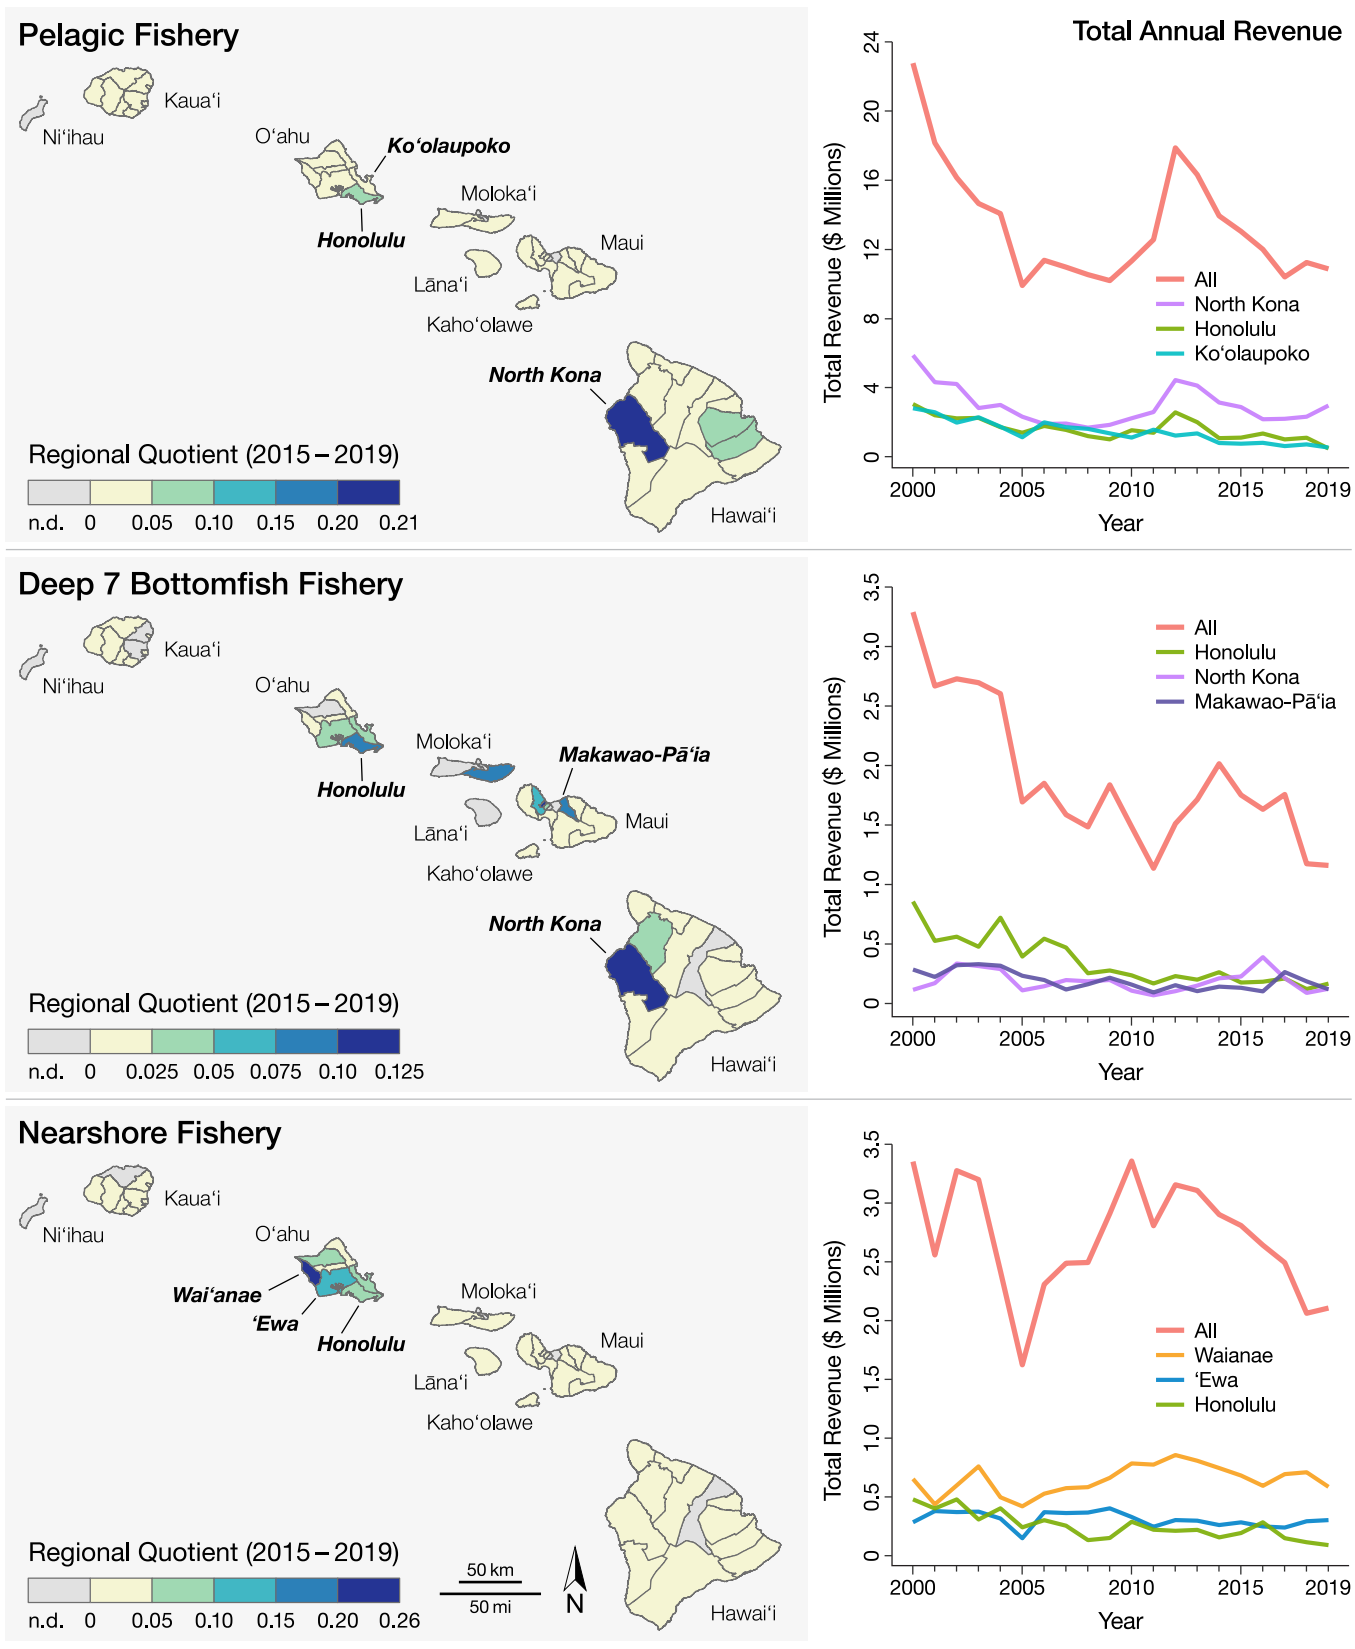 Pelagic Fishery
Kauaʻi
Niʻihau
Oʻahu
Koʻolaupoko
Molokaʻi
Honolulu
Maui
Lānaʻi
Kahoʻolawe
North Kona
Hawaiʻi
Regional Quotient (2015–2019)
n.d. 0 0.05 0.10 0.15 0.20 0.21
Total Annual Revenue
Total Revenue ($ Millions)
24
20
16
12
8
4
0
All
North Kona
Honolulu
Koʻolaupoko
2000 2005 2010 2015 2019
Year
Deep 7 Bottomfish Fishery
Kauaʻi
Niʻihau
Oʻahu
Molokaʻi
Makawao-Pāʻia
Honolulu
Maui
Lānaʻi
Kahoʻolawe
North Kona
Hawaiʻi
Regional Quotient (2015–2019)
n.d. 0 0.025 0.05 0.075 0.10 0.125
Total Revenue ($ Millions)
3.5
3.0
2.5
2.0
1.5
1.0
0.5
0
All
Honolulu
North Kona
Makawao-Pāʻia
2000 2005 2010 2015 2019
Year
Nearshore Fishery
Kauaʻi
Niʻihau
Oʻahu
Waiʻanae
ʻEwa
Molokaʻi
Honolulu
Maui
Lānaʻi
Kahoʻolawe
Hawaiʻi
Regional Quotient (2015–2019)
n.d. 0 0.05 0.10 0.15 0.20 0.26
50 km
50 mi
N
Total Revenue ($ Millions)
3.5
3.0
2.5
2.0
1.5
1.0
0.5
0
All
Waianae
ʻEwa
Honolulu
2000 2005 2010 2015 2019
Year